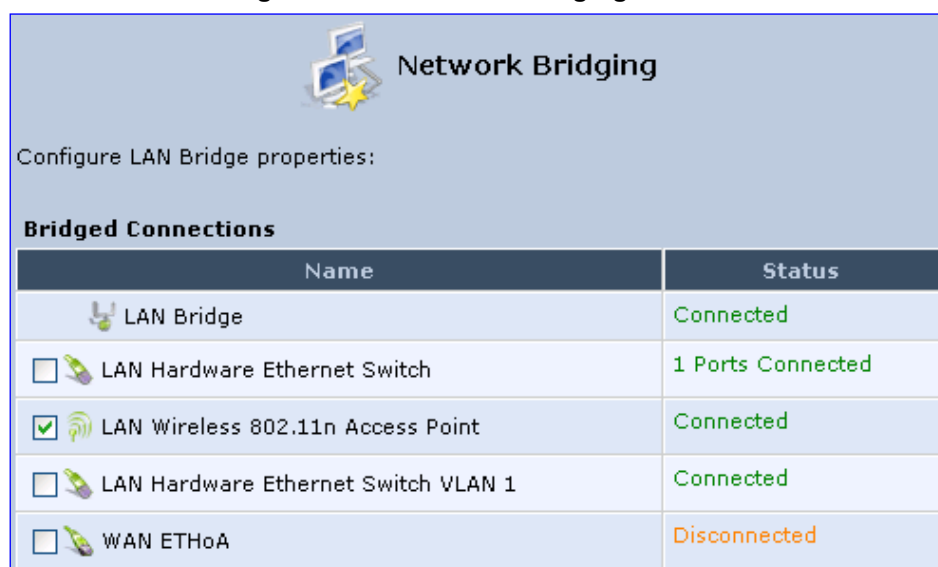 Network Bridging
Configure LAN Bridge properties:
Bridged Connections
Name Status
LAN Bridge Connected
LAN Hardware Ethernet Switch 1 Ports Connected
LAN Wireless 802.11n Access Point Connected
LAN Hardware Ethernet Switch VLAN 1 Connected
WAN ETHoA Disconnected